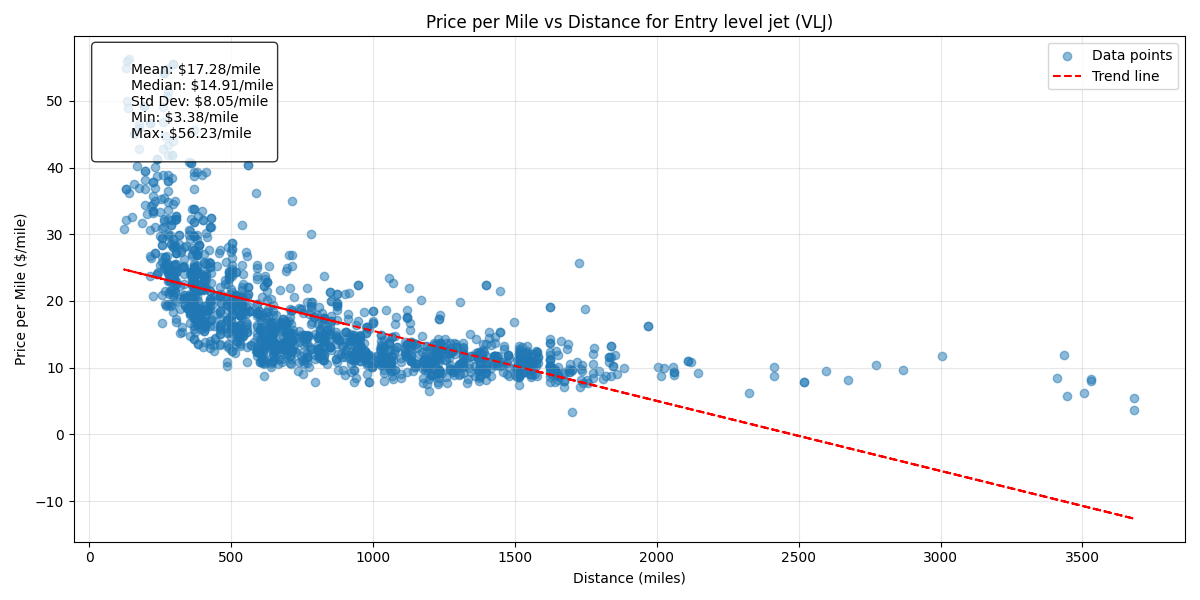 Price per Mile vs Distance for Entry level jet (VLJ)
Mean: $17.28/mile
Median: $14.91/mile
Std Dev: $8.05/mile
Min: $3.38/mile
Max: $56.23/mile
Data points
Trend line
Price per Mile ($/mile)
50
40
30
20
10
0
−10
0 500 1000 1500 2000 2500 3000 3500
Distance (miles)